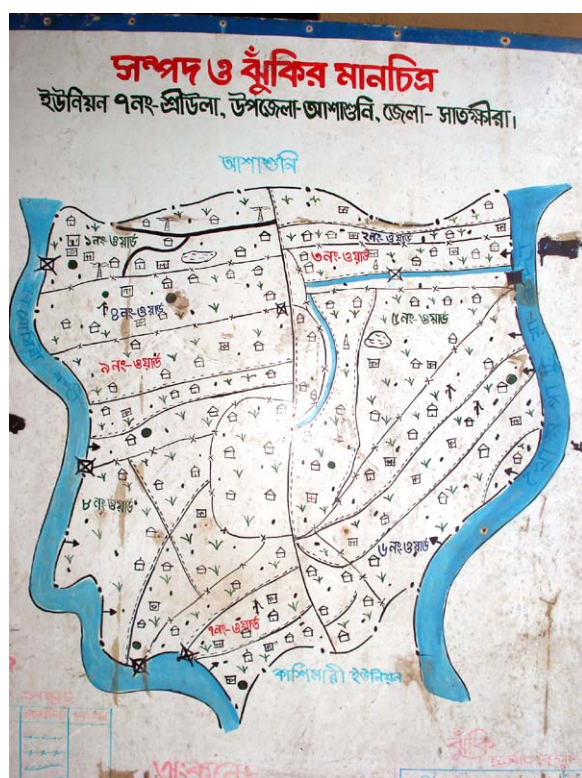 সম্পদ ও ঝুঁকির মানচিত্র
ইউনিয়ন ৭নং-শ্রীউলা, উপজেলা-আশাশুনি, জেলা- সাতক্ষীরা।
আশাশুনি
১নং-ওয়ার্ড
২নং-ওয়ার্ড
৩নং-ওয়ার্ড
৪নং-ওয়ার্ড
৫নং-ওয়ার্ড
৯নং-ওয়ার্ড
৮নং-ওয়ার্ড
৬নং-ওয়ার্ড
৭নং-ওয়ার্ড
কাশিমারী ইউনিয়ন
ঝুঁকি